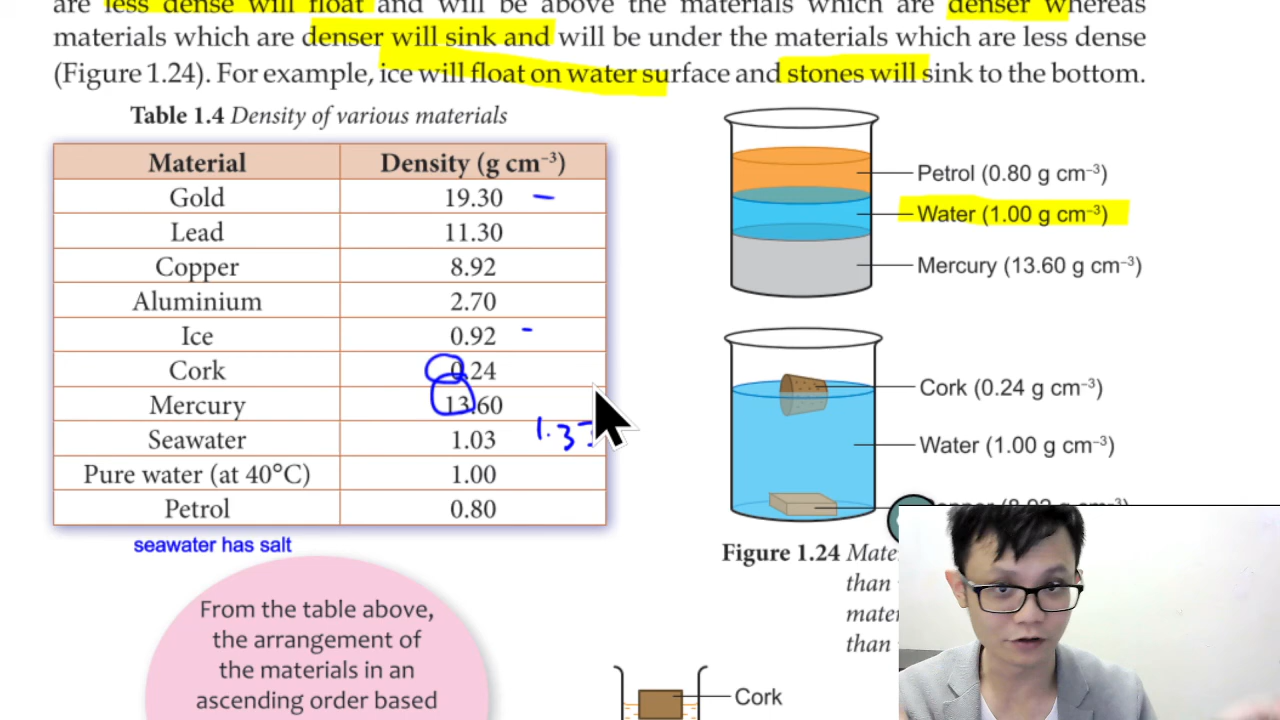 are less dense will float and will be above the materials which are denser whereas
materials which are denser will sink and will be under the materials which are less dense
(Figure 1.24). For example, ice will float on water surface and stones will sink to the bottom.
Table 1.4 Density of various materials
Material Density (g cm⁻³)
Gold 19.30
Lead 11.30
Copper 8.92
Aluminium 2.70
Ice 0.92
Cork 0.24
Mercury 13.60
Seawater 1.03
Pure water (at 40°C) 1.00
Petrol 0.80
seawater has salt
From the table above,
the arrangement of
the materials in an
ascending order based
Petrol (0.80 g cm⁻³)
Water (1.00 g cm⁻³)
Mercury (13.60 g cm⁻³)
Cork (0.24 g cm⁻³)
Water (1.00 g cm⁻³)
Figure 1.24
than
than
Cork